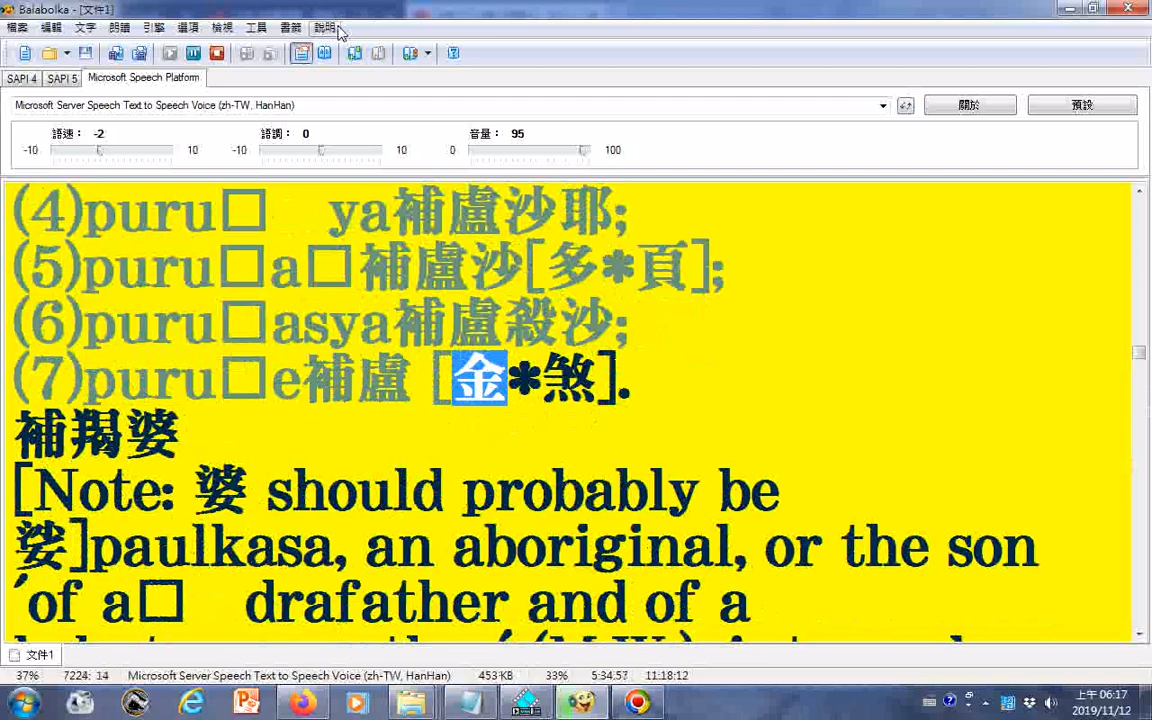 Balabolka - [文件1]
檔案 編輯 文字 朗讀 引擎 選項 檢視 工具 書籤 說明
SAPI 4 SAPI 5 Microsoft Speech Platform
Microsoft Server Speech Text to Speech Voice (zh-TW, HanHan) 關於 預設
語速： -2 語調： 0 音量： 95
-10 10 -10 10 0 100
(4)puru□ ya補盧沙耶;
(5)puru□a□補盧沙[多*頁];
(6)puru□asya補盧殺沙;
(7)puru□e補盧 [金*煞].
補羯婆
[Note: 婆 should probably be
娑]paulkasa, an aboriginal, or the son
'of a□ drafather and of a
文件1
37% 7224: 14 Microsoft Server Speech Text to Speech Voice (zh-TW, HanHan) 453 KB 33% 5:34:57 11:18:12
上午 06:17
2019/11/12